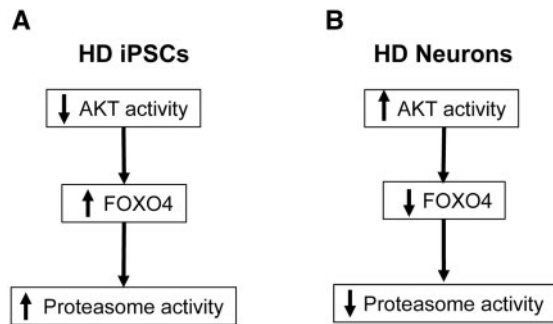 A
HD iPSCs
↓ AKT activity
↑ FOXO4
↑ Proteasome activity
B
HD Neurons
↑ AKT activity
↓ FOXO4
↓ Proteasome activity